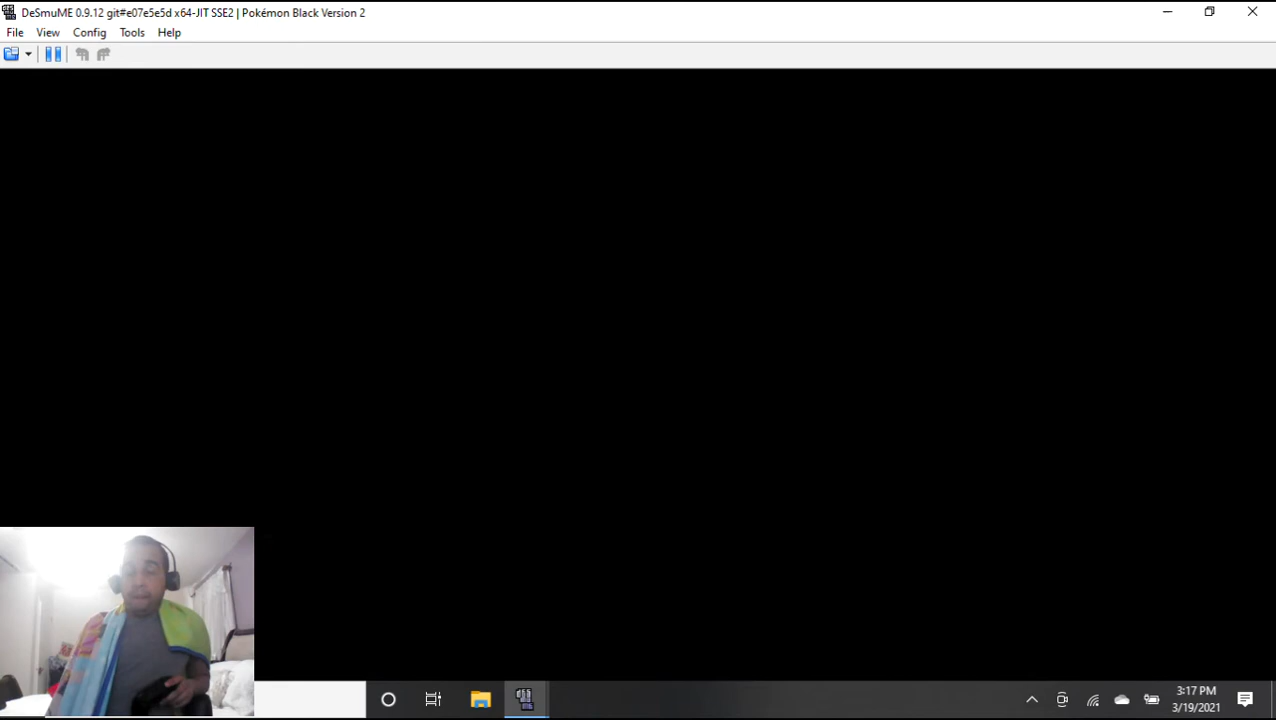 DeSmuME 0.9.12 git#e07e5e5d x64-JIT SSE2 | Pokémon Black Version 2
File View Config Tools Help
3:17 PM
3/19/2021